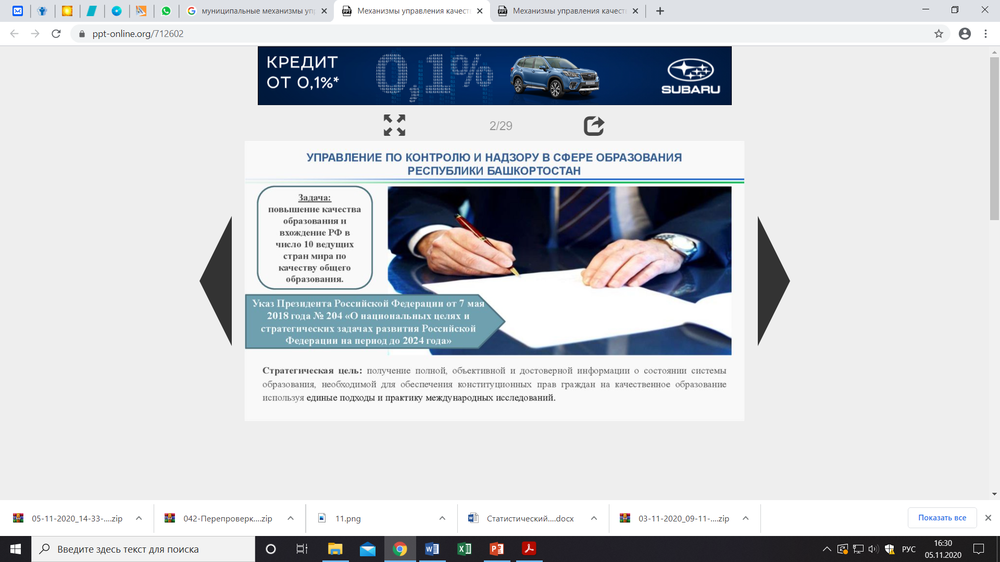 муниципальные механизмы упр
Механизмы управления качест
Механизмы управления качест
ppt-online.org/712602
КРЕДИТ
ОТ 0,1%*
0,1%
SUBARU
2/29
УПРАВЛЕНИЕ ПО КОНТРОЛЮ И НАДЗОРУ В СФЕРЕ ОБРАЗОВАНИЯ
РЕСПУБЛИКИ БАШКОРТОСТАН
Задача:
повышение качества
образования и
вхождение РФ в
число 10 ведущих
стран мира по
качеству общего
образования.
Указ Президента Российской Федерации от 7 мая
2018 года № 204 «О национальных целях и
стратегических задачах развития Российской
Федерации на период до 2024 года»
Стратегическая цель: получение полной, объективной и достоверной информации о состоянии системы
образования, необходимой для обеспечения конституционных прав граждан на качественное образование
используя единые подходы и практику международных исследований.
05-11-2020_14-33-....zip
042-Перепроверк....zip
11.png
Статистический....docx
03-11-2020_09-11-....zip
Показать все
Введите здесь текст для поиска
РУС
16:30
05.11.2020